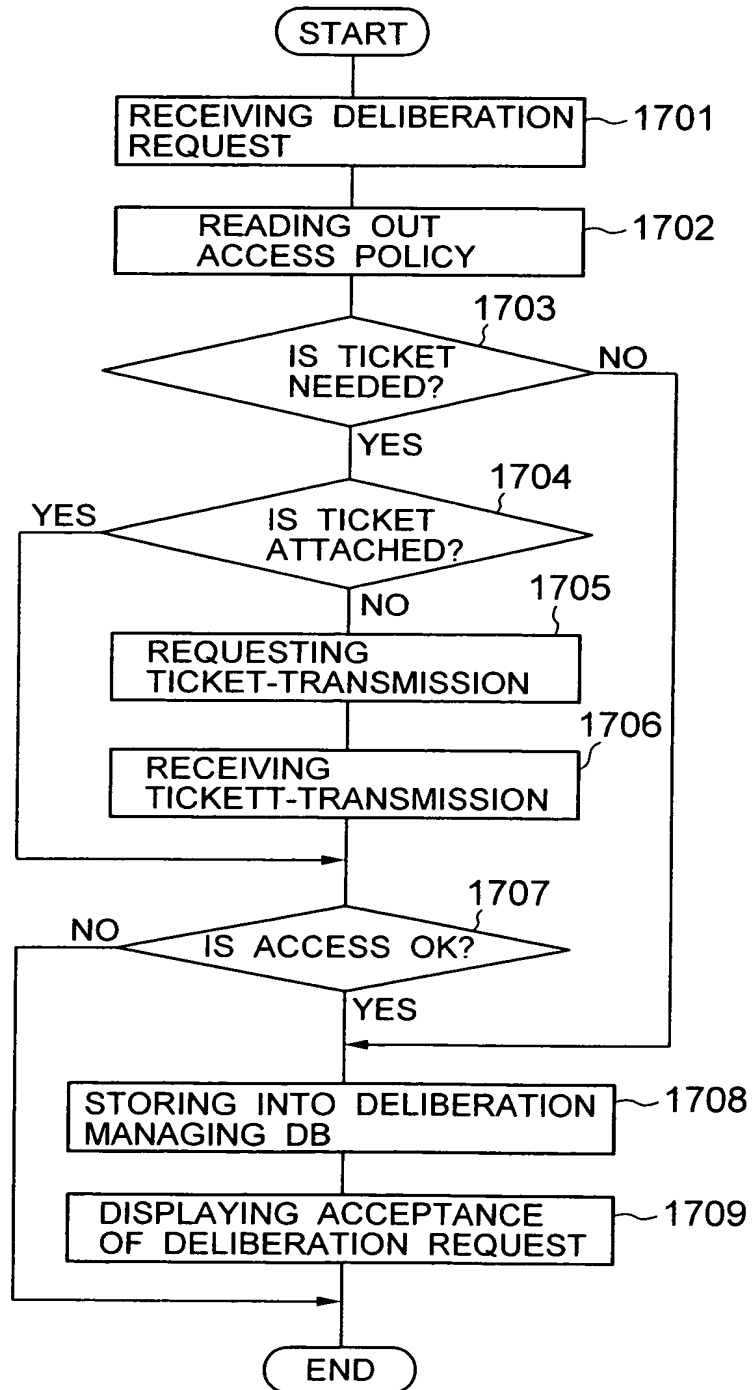 START
RECEIVING DELIBERATION
REQUEST
1701
READING OUT
ACCESS POLICY
1702
1703
IS TICKET
NEEDED?
NO
YES
1704
YES
IS TICKET
ATTACHED?
NO
1705
REQUESTING
TICKET-TRANSMISSION
1706
RECEIVING
TICKETT-TRANSMISSION
1707
NO
IS ACCESS OK?
YES
STORING INTO DELIBERATION
MANAGING DB
1708
DISPLAYING ACCEPTANCE
OF DELIBERATION REQUEST
1709
END